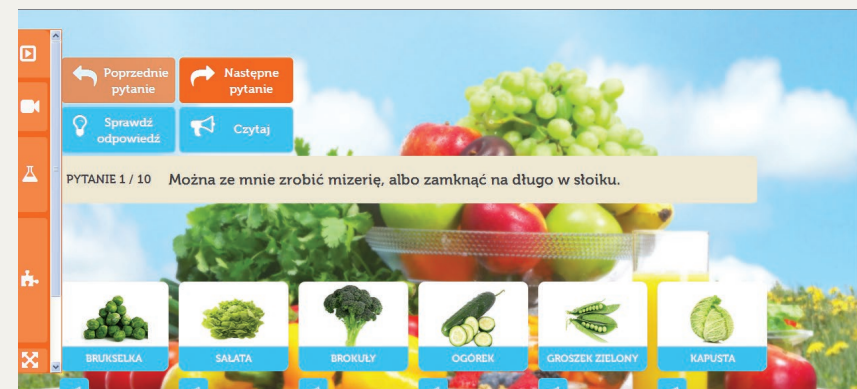 Poprzednie
pytanie
Następne
pytanie
Sprawdź
odpowiedź
Czytaj
PYTANIE 1 / 10 Można ze mnie zrobić mizerię, albo zamknąć na długo w słoiku.
BRUKSELKA
SAŁATA
BROKUŁY
OGÓREK
GROSZEK ZIELONY
KAPUSTA